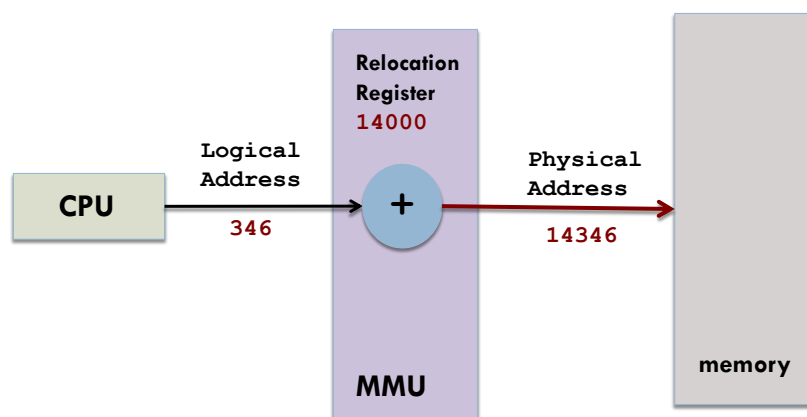 Relocation
Register
14000
Logical
Address
Physical
Address
CPU
+
346
14346
memory
MMU